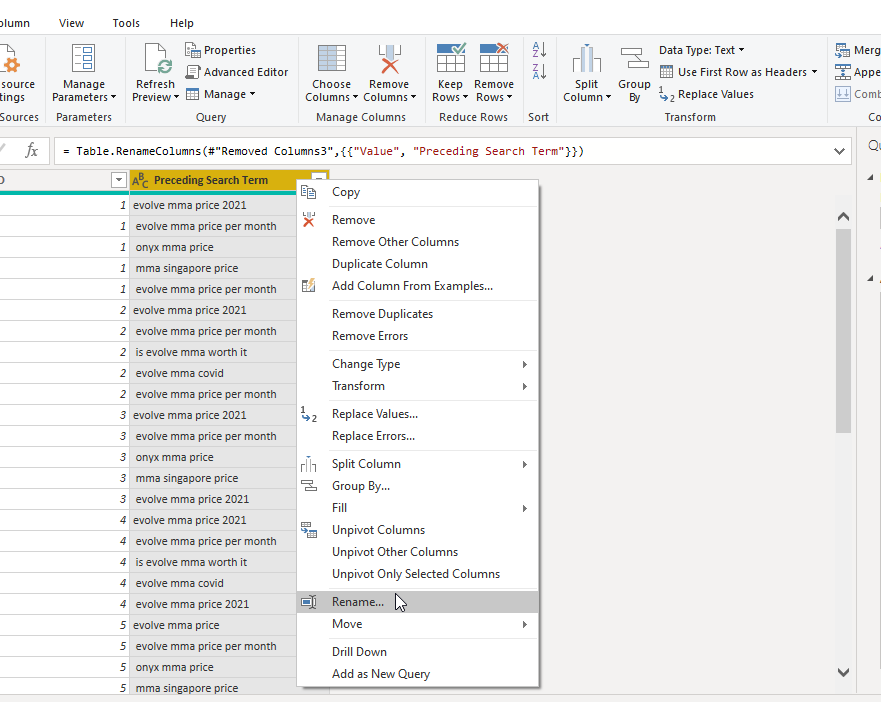 olumn View Tools Help
Properties
Advanced Editor
Manage
source
tings
Manage
Parameters
Refresh
Preview
Choose
Columns
Remove
Columns
Keep
Rows
Remove
Rows
A
Z
Z
A
Split
Column
Group
By
Data Type: Text
Use First Row as Headers
1
2 Replace Values
Merg
Appe
Comb
Sources Parameters Query Manage Columns Reduce Rows Sort Transform Co
fx = Table.RenameColumns(#"Removed Columns3",{{"Value", "Preceding Search Term"}})
Qu
D ABC Preceding Search Term
1 evolve mma price 2021
1 evolve mma price per month
1 onyx mma price
1 mma singapore price
1 evolve mma price per month
2 evolve mma price 2021
2 evolve mma price per month
2 is evolve mma worth it
2 evolve mma covid
2 evolve mma price per month
3 evolve mma price 2021
3 evolve mma price per month
3 onyx mma price
3 mma singapore price
3 evolve mma price 2021
4 evolve mma price 2021
4 evolve mma price per month
4 is evolve mma worth it
4 evolve mma covid
4 evolve mma price 2021
5 evolve mma price
5 evolve mma price per month
5 onyx mma price
5 mma singapore price
Copy
Remove
Remove Other Columns
Duplicate Column
Add Column From Examples...
Remove Duplicates
Remove Errors
Change Type
Transform
1
2 Replace Values...
Replace Errors...
Split Column
Group By...
Fill
Unpivot Columns
Unpivot Other Columns
Unpivot Only Selected Columns
Rename...
Move
Drill Down
Add as New Query